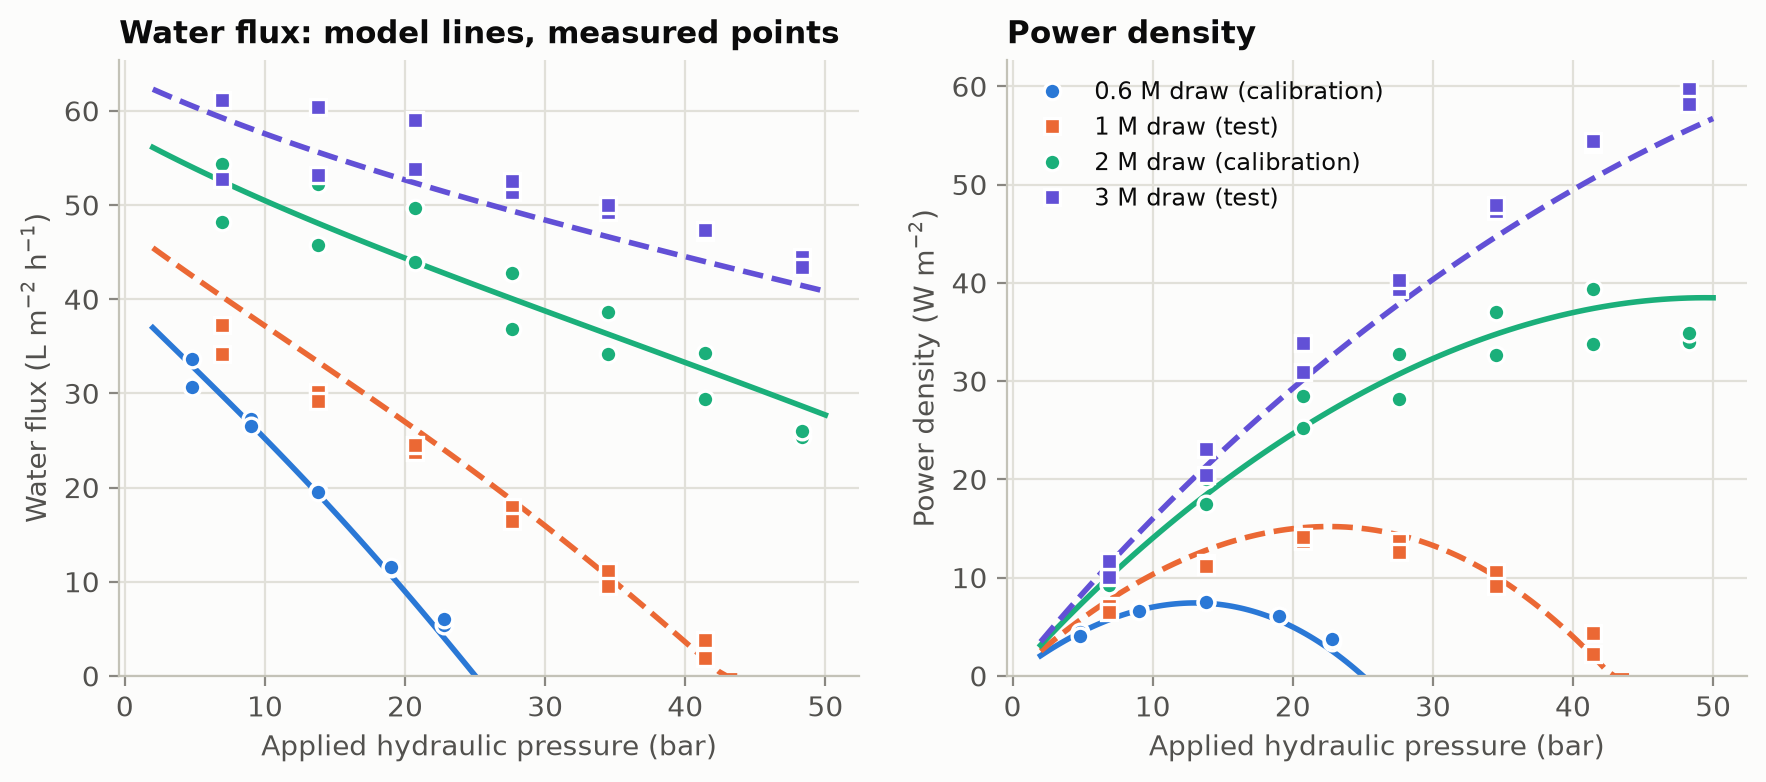 Water flux: model lines, measured points
Water flux (L m⁻² h⁻¹)
60
50
40
30
20
10
0
0 10 20 30 40 50
Applied hydraulic pressure (bar)
Power density
0.6 M draw (calibration)
1 M draw (test)
2 M draw (calibration)
3 M draw (test)
Power density (W m⁻²)
60
50
40
30
20
10
0
0 10 20 30 40 50
Applied hydraulic pressure (bar)